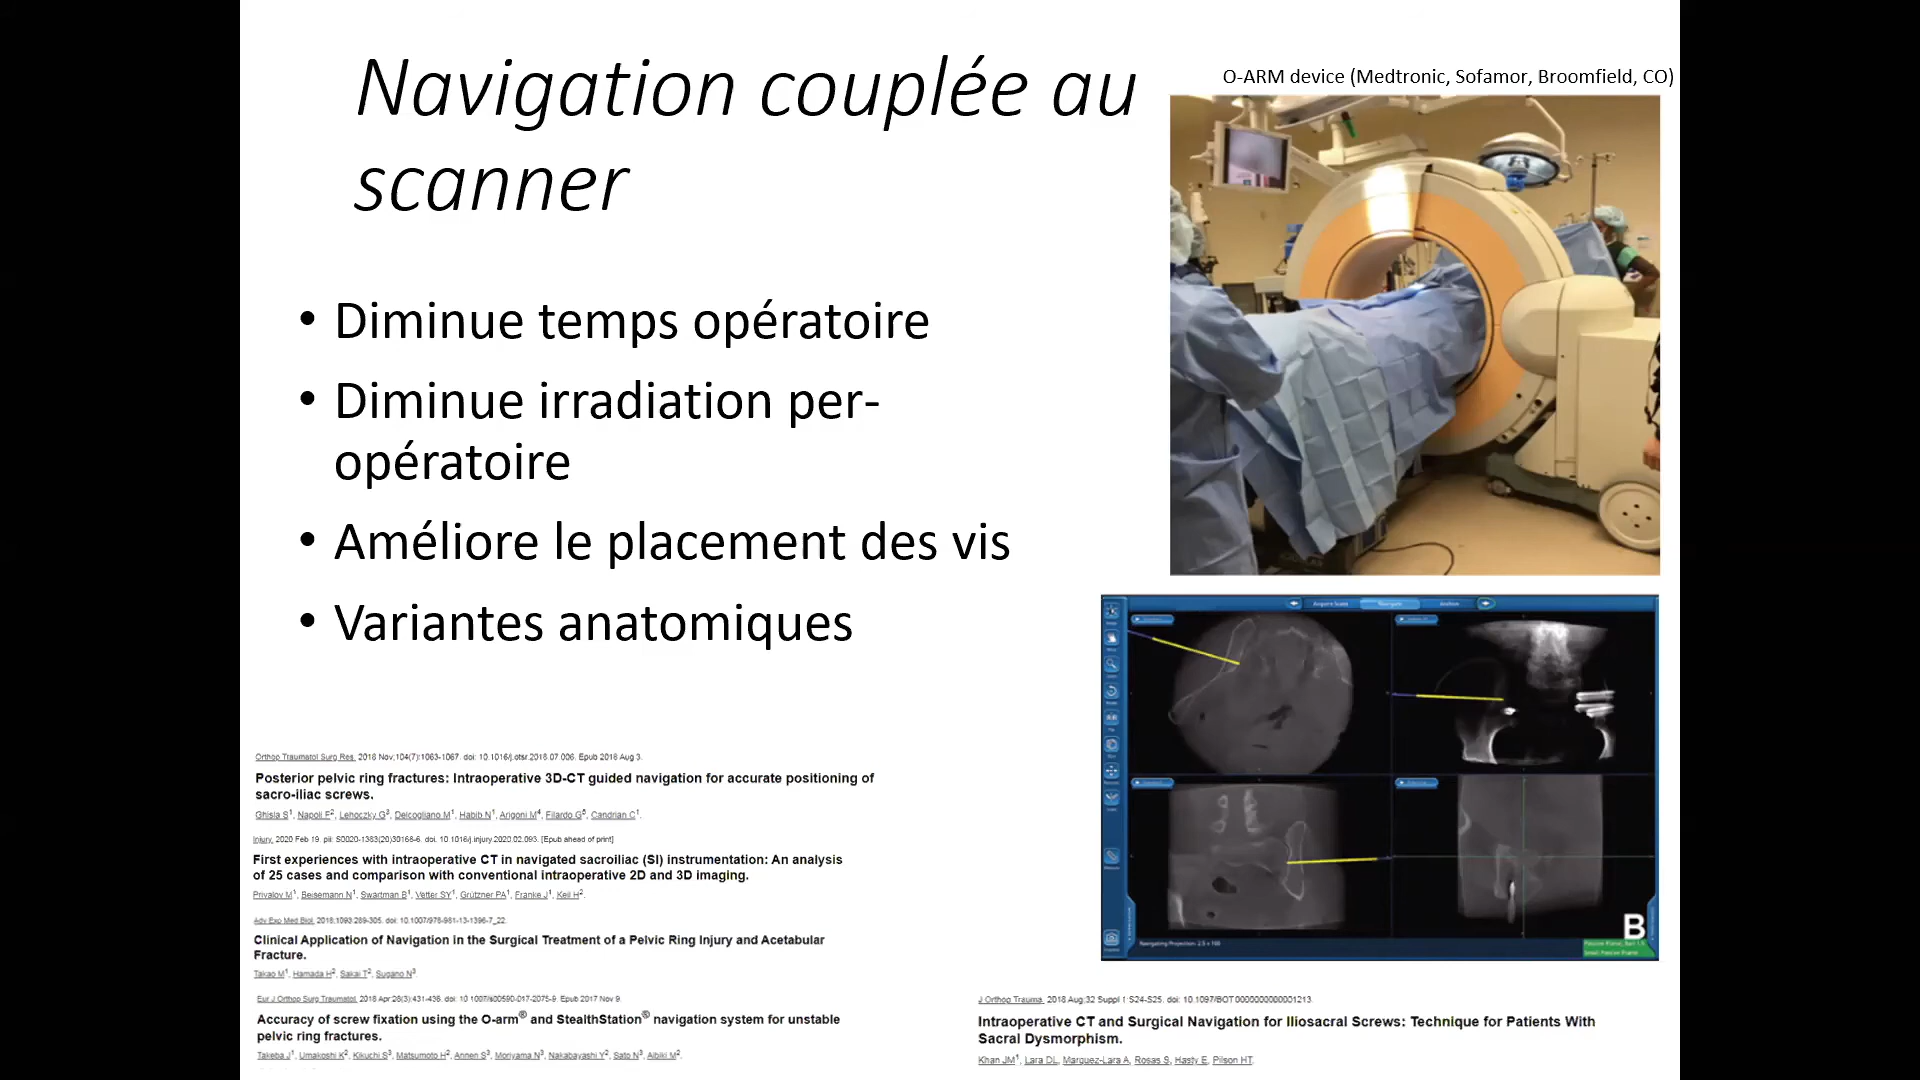 Navigation couplée au
scanner
O-ARM device (Medtronic, Sofamor, Broomfield, CO)
• Diminue temps opératoire
• Diminue irradiation per-
opératoire
• Améliore le placement des vis
• Variantes anatomiques
Orthop Traumatol Surg Res. 2018 Nov;104(7):1063-1067. doi: 10.1016/j.otsr.2018.07.006. Epub 2018 Aug 3.
Posterior pelvic ring fractures: Intraoperative 3D-CT guided navigation for accurate positioning of
sacro-iliac screws.
Ghisla S1, Napoli F2, Lehoczky G3, Delcogliano M1, Habib N1, Arigoni M4, Filardo G5, Candrian C1.
Injury. 2020 Feb 19. pii: S0020-1383(20)30168-6. doi: 10.1016/j.injury.2020.02.093. [Epub ahead of print]
First experiences with intraoperative CT in navigated sacroiliac (SI) instrumentation: An analysis
of 25 cases and comparison with conventional intraoperative 2D and 3D imaging.
Privalov M1, Beisemann N1, Swartman B1, Vetter SY1, Grützner PA1, Franke J1, Keil H2.
Adv Exp Med Biol. 2018;1093:289-305. doi: 10.1007/978-981-13-1396-7_22.
Clinical Application of Navigation in the Surgical Treatment of a Pelvic Ring Injury and Acetabular
Fracture.
Takao M1, Hamada H2, Sakai T2, Sugano N3.
Eur J Orthop Surg Traumatol. 2018 Apr;28(3):431-438. doi: 10.1007/s00590-017-2075-9. Epub 2017 Nov 9.
Accuracy of screw fixation using the O-arm® and StealthStation® navigation system for unstable
pelvic ring fractures.
Takeba J1, Umakoshi K2, Kikuchi S3, Matsumoto H2, Annen S3, Moriyama N3, Nakabayashi Y2, Sato N3, Aibiki M2.
Navigate
B
J Orthop Trauma. 2018 Aug;32 Suppl 1:S24-S25. doi: 10.1097/BOT.0000000000001213.
Intraoperative CT and Surgical Navigation for Iliosacral Screws: Technique for Patients With
Sacral Dysmorphism.
Khan JM1, Lara DL, Marquez-Lara A, Rosas S, Hasty E, Pilson HT.